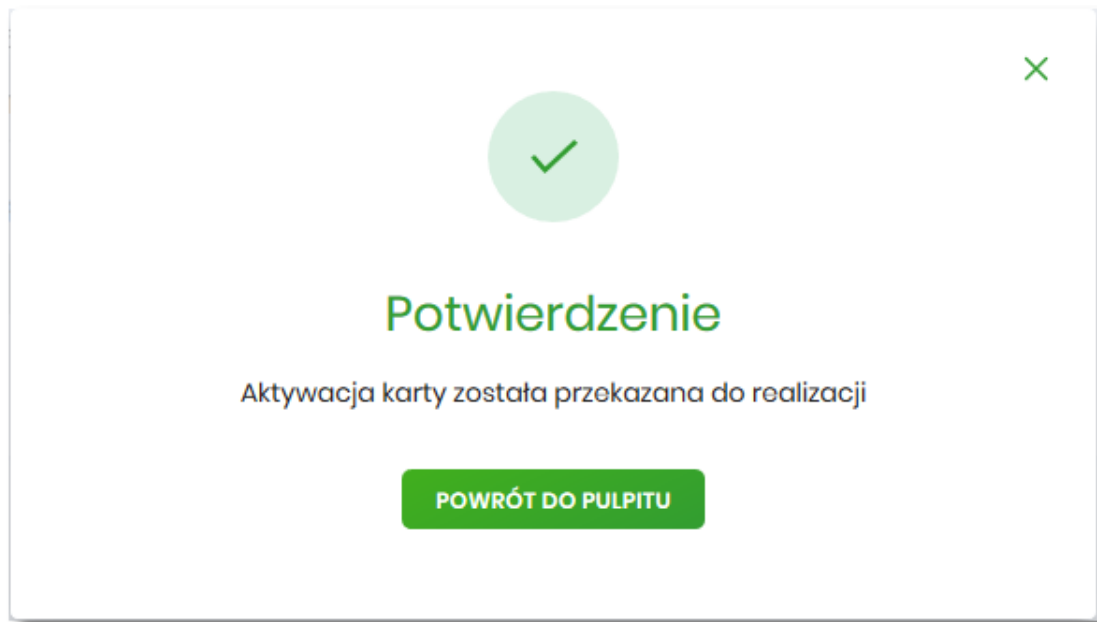 Potwierdzenie
Aktywacja karty została przekazana do realizacji
POWRÓT DO PULPITU